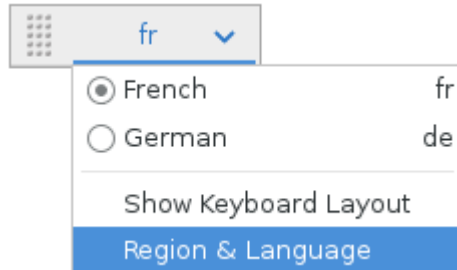 fr
French fr
German de
Show Keyboard Layout
Region & Language